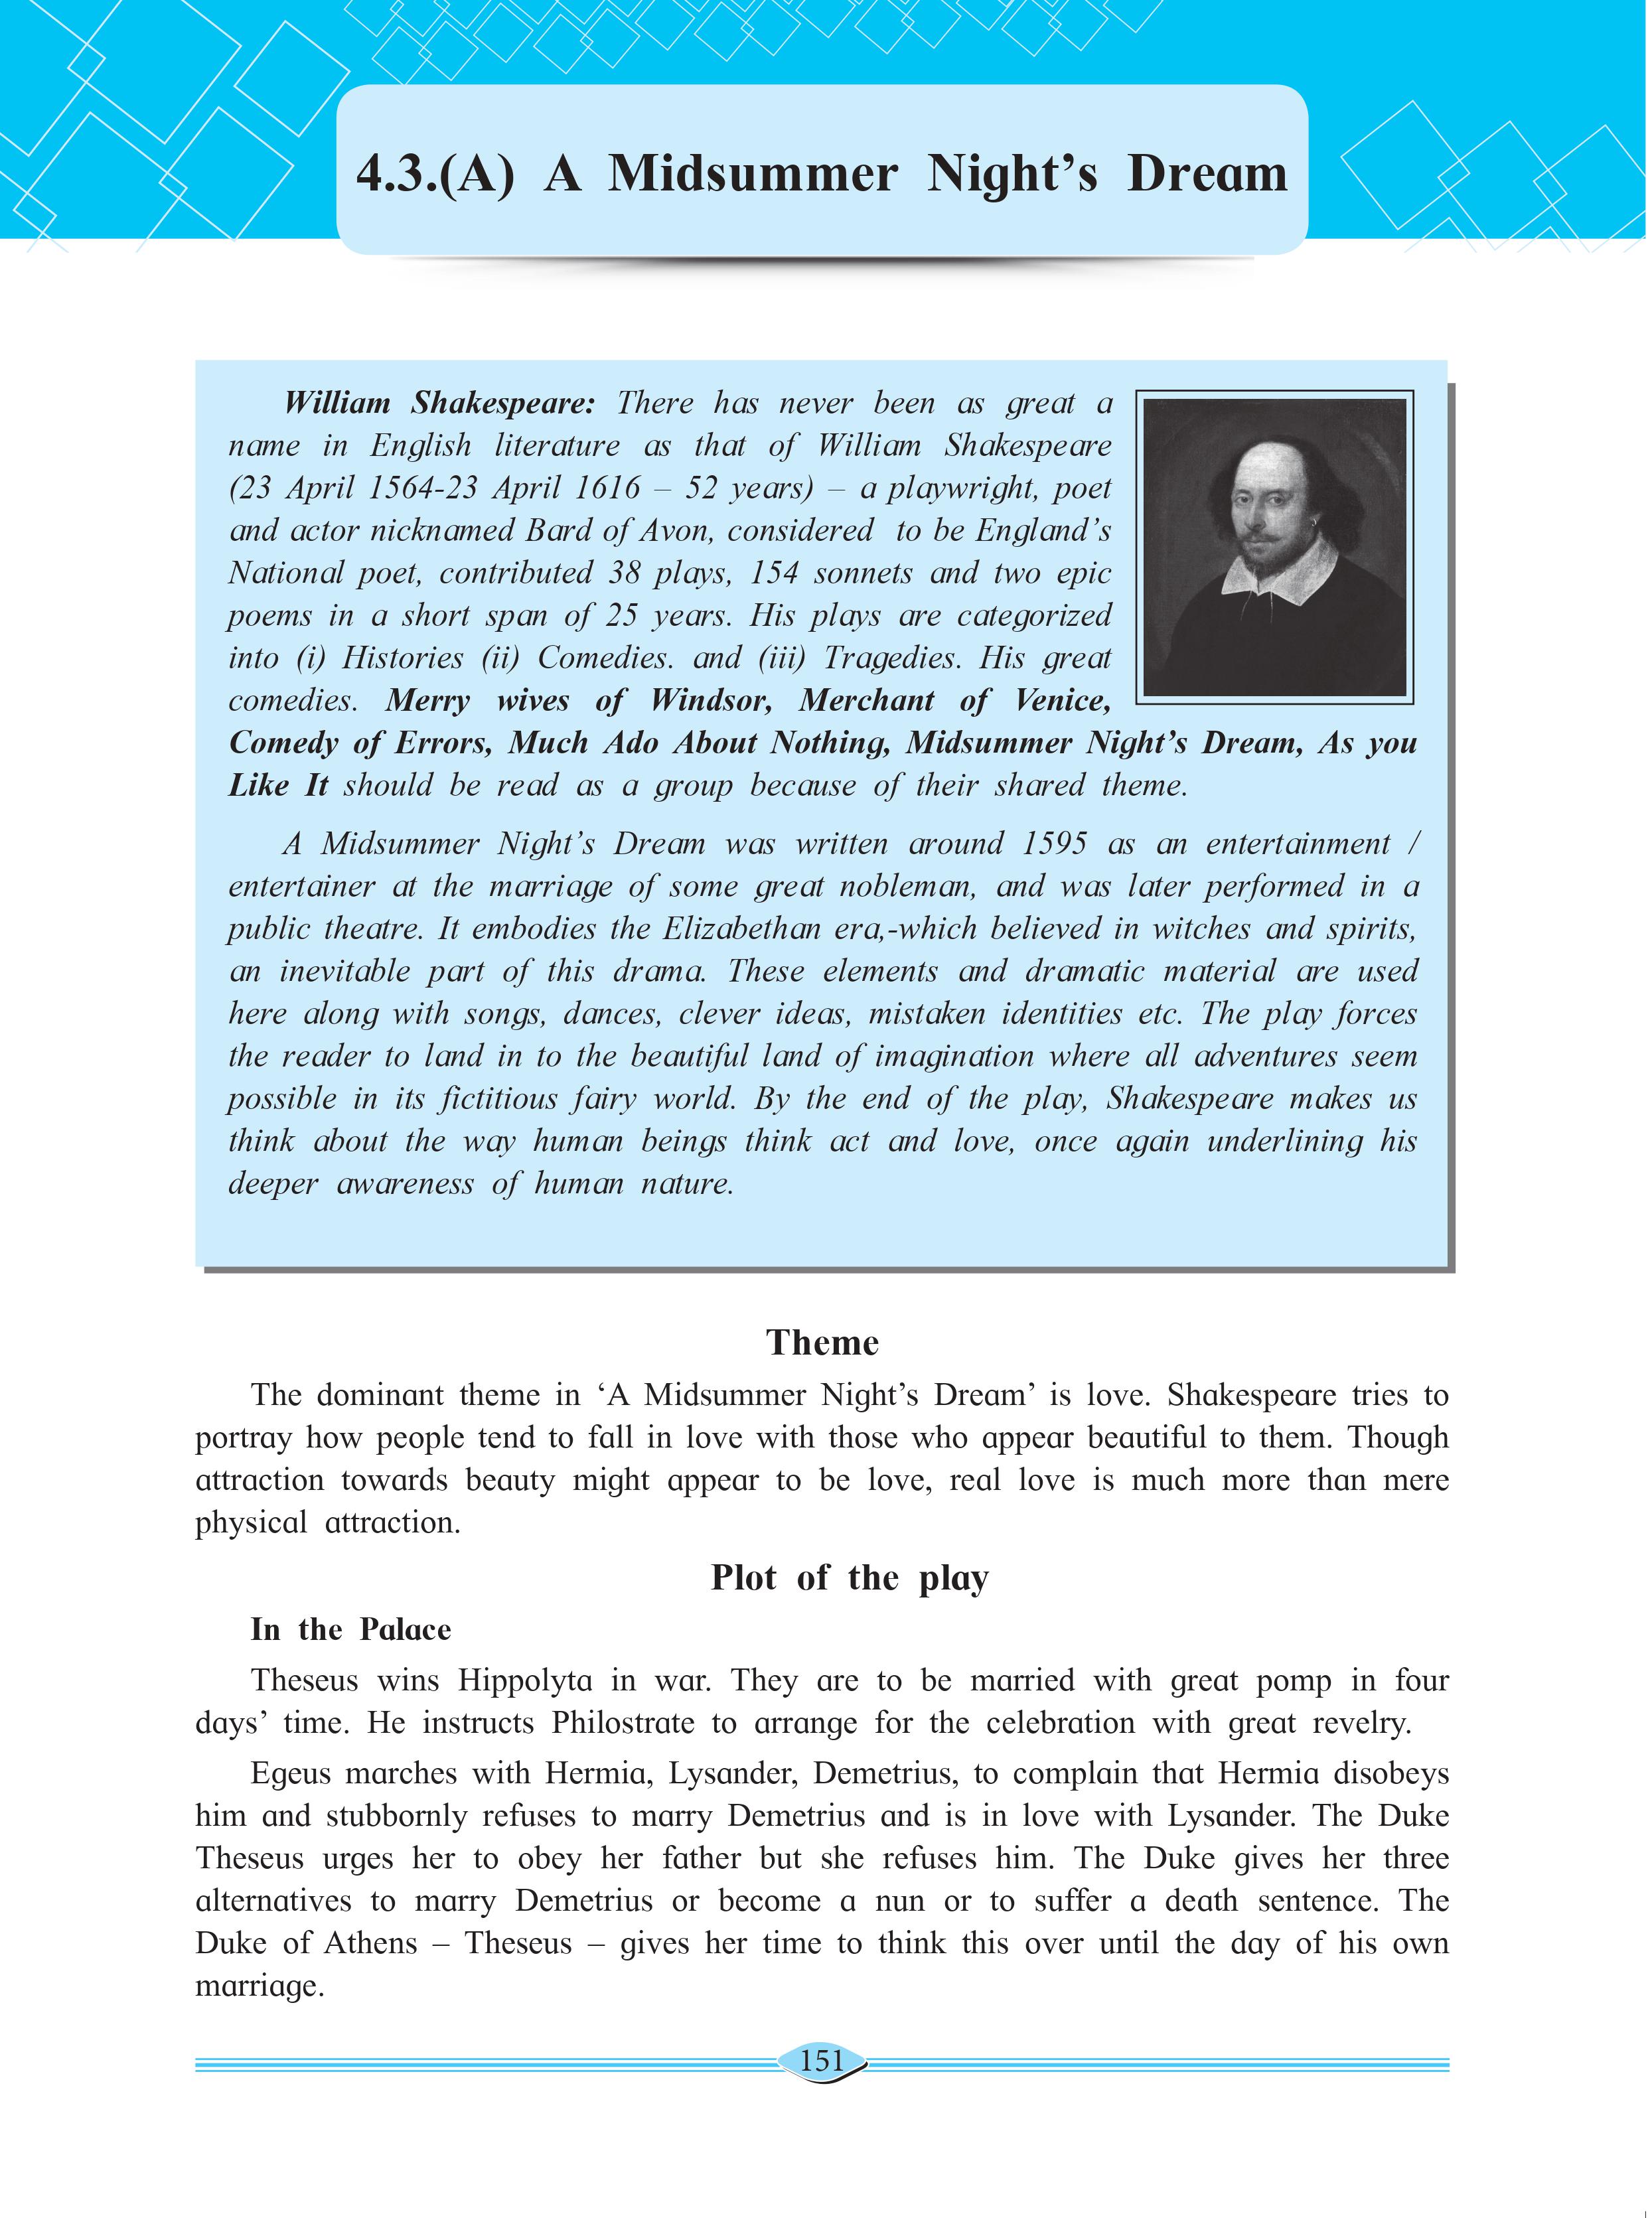 4.3.(A) A Midsummer Night’s Dream
William Shakespeare: There has never been as great a
name in English literature as that of William Shakespeare
(23 April 1564-23 April 1616 – 52 years) – a playwright, poet
and actor nicknamed Bard of Avon, considered to be England’s
National poet, contributed 38 plays, 154 sonnets and two epic
poems in a short span of 25 years. His plays are categorized
into (i) Histories (ii) Comedies. and (iii) Tragedies. His great
comedies. Merry wives of Windsor, Merchant of Venice,
Comedy of Errors, Much Ado About Nothing, Midsummer Night’s Dream, As you
Like It should be read as a group because of their shared theme.
A Midsummer Night’s Dream was written around 1595 as an entertainment /
entertainer at the marriage of some great nobleman, and was later performed in a
public theatre. It embodies the Elizabethan era,-which believed in witches and spirits,
an inevitable part of this drama. These elements and dramatic material are used
here along with songs, dances, clever ideas, mistaken identities etc. The play forces
the reader to land in to the beautiful land of imagination where all adventures seem
possible in its fictitious fairy world. By the end of the play, Shakespeare makes us
think about the way human beings think act and love, once again underlining his
deeper awareness of human nature.
Theme
The dominant theme in ‘A Midsummer Night’s Dream’ is love. Shakespeare tries to
portray how people tend to fall in love with those who appear beautiful to them. Though
attraction towards beauty might appear to be love, real love is much more than mere
physical attraction.
Plot of the play
In the Palace
Theseus wins Hippolyta in war. They are to be married with great pomp in four
days’ time. He instructs Philostrate to arrange for the celebration with great revelry.
Egeus marches with Hermia, Lysander, Demetrius, to complain that Hermia disobeys
him and stubbornly refuses to marry Demetrius and is in love with Lysander. The Duke
Theseus urges her to obey her father but she refuses him. The Duke gives her three
alternatives to marry Demetrius or become a nun or to suffer a death sentence. The
Duke of Athens – Theseus – gives her time to think this over until the day of his own
marriage.
151